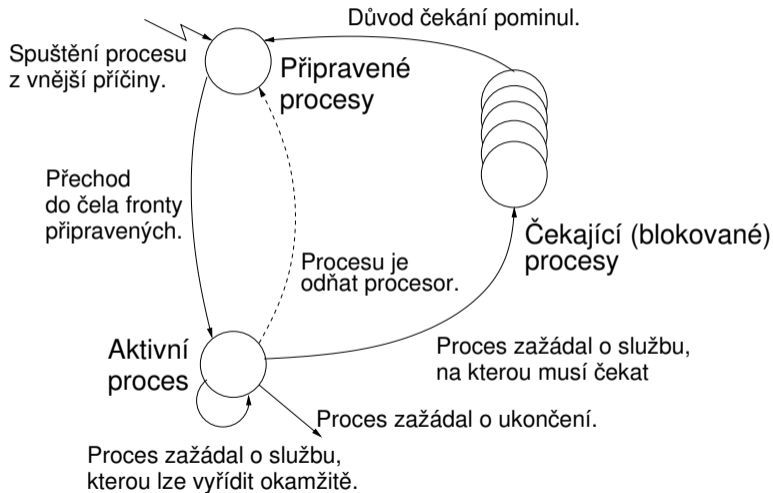 Důvod čekání pominul.
Spuštění procesu
z vnější příčiny.
Připravené
procesy
Přechod
do čela fronty
připravených.
Čekající (blokované)
procesy
Procesu je
odňat procesor.
Aktivní
proces
Proces zažádal o službu,
na kterou musí čekat
Proces zažádal o ukončení.
Proces zažádal o službu,
kterou lze vyřídit okamžitě.